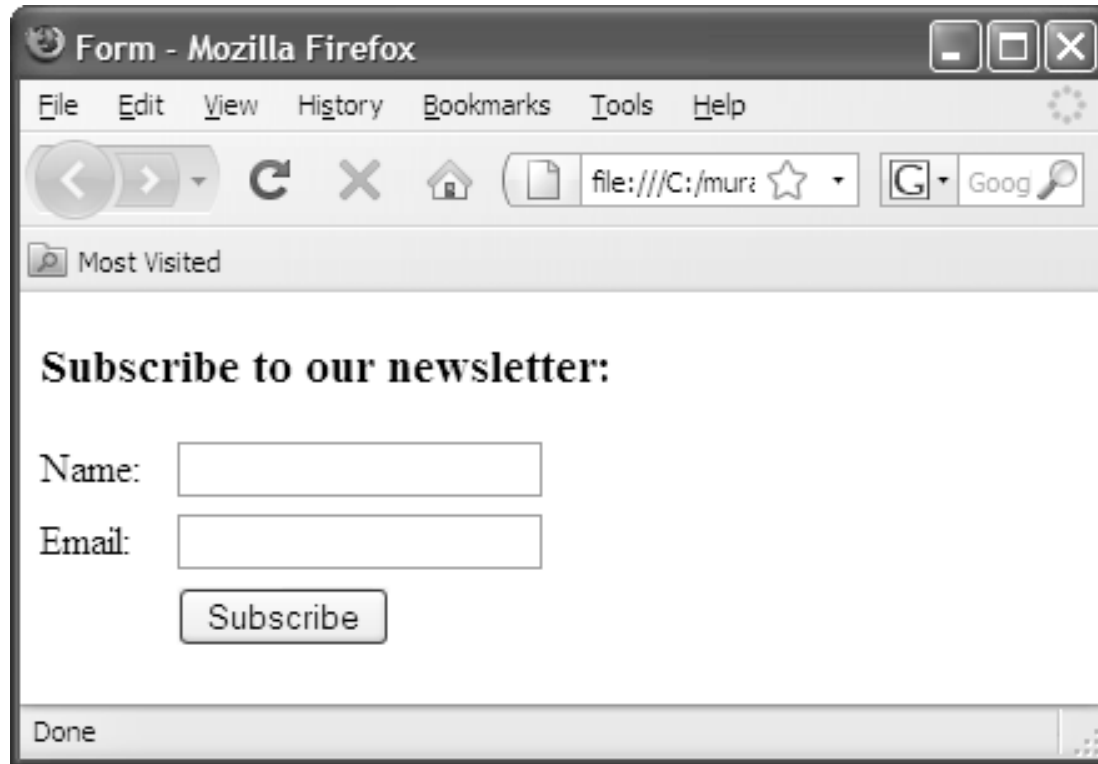 Form - Mozilla Firefox
File Edit View History Bookmarks Tools Help
file:///C:/mura G Goog
Most Visited
Subscribe to our newsletter:
Name:
Email:
Subscribe
Done